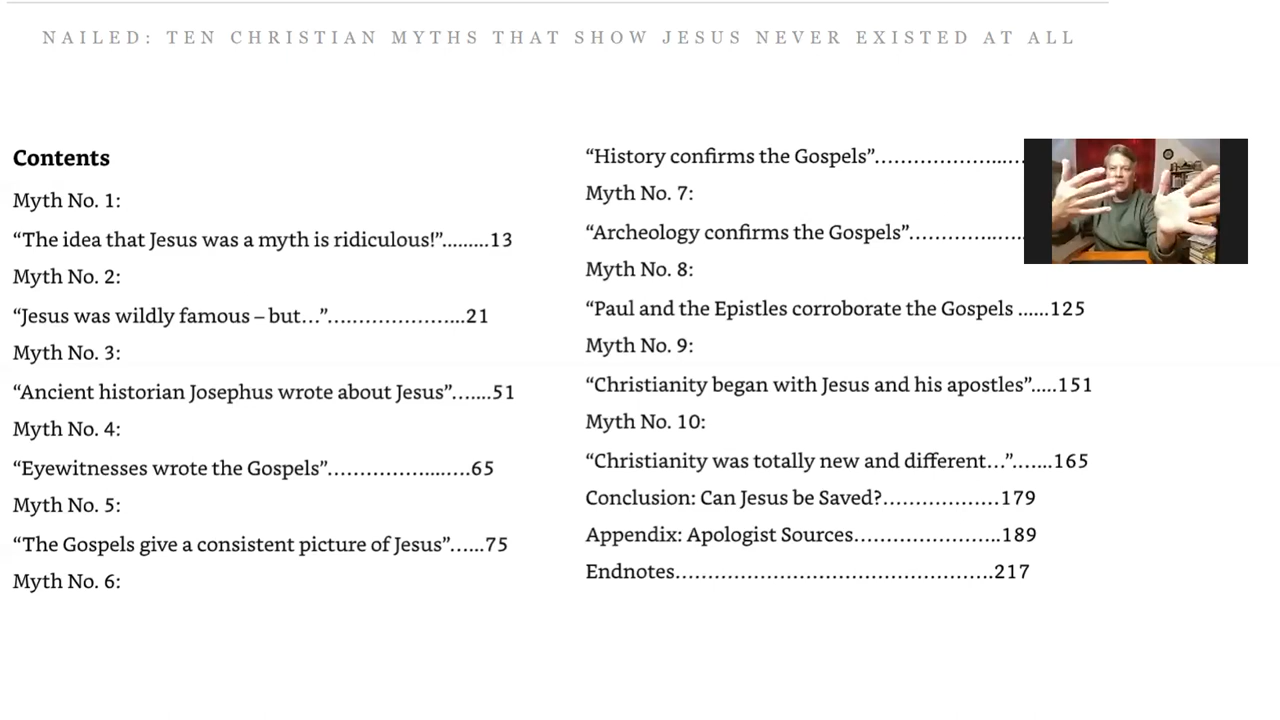 NAILED: TEN CHRISTIAN MYTHS THAT SHOW JESUS NEVER EXISTED AT ALL
Contents
Myth No. 1:
“The idea that Jesus was a myth is ridiculous!”.........13
Myth No. 2:
“Jesus was wildly famous – but…”…………………...21
Myth No. 3:
“Ancient historian Josephus wrote about Jesus”…....51
Myth No. 4:
“Eyewitnesses wrote the Gospels”……………...…..65
Myth No. 5:
“The Gospels give a consistent picture of Jesus”…...75
Myth No. 6:
“History confirms the Gospels”………………...…
Myth No. 7:
“Archeology confirms the Gospels”…………..….
Myth No. 8:
“Paul and the Epistles corroborate the Gospels ......125
Myth No. 9:
“Christianity began with Jesus and his apostles”.....151
Myth No. 10:
“Christianity was totally new and different…”…....165
Conclusion: Can Jesus be Saved?………………179
Appendix: Apologist Sources…………………..189
Endnotes………………………………………….217